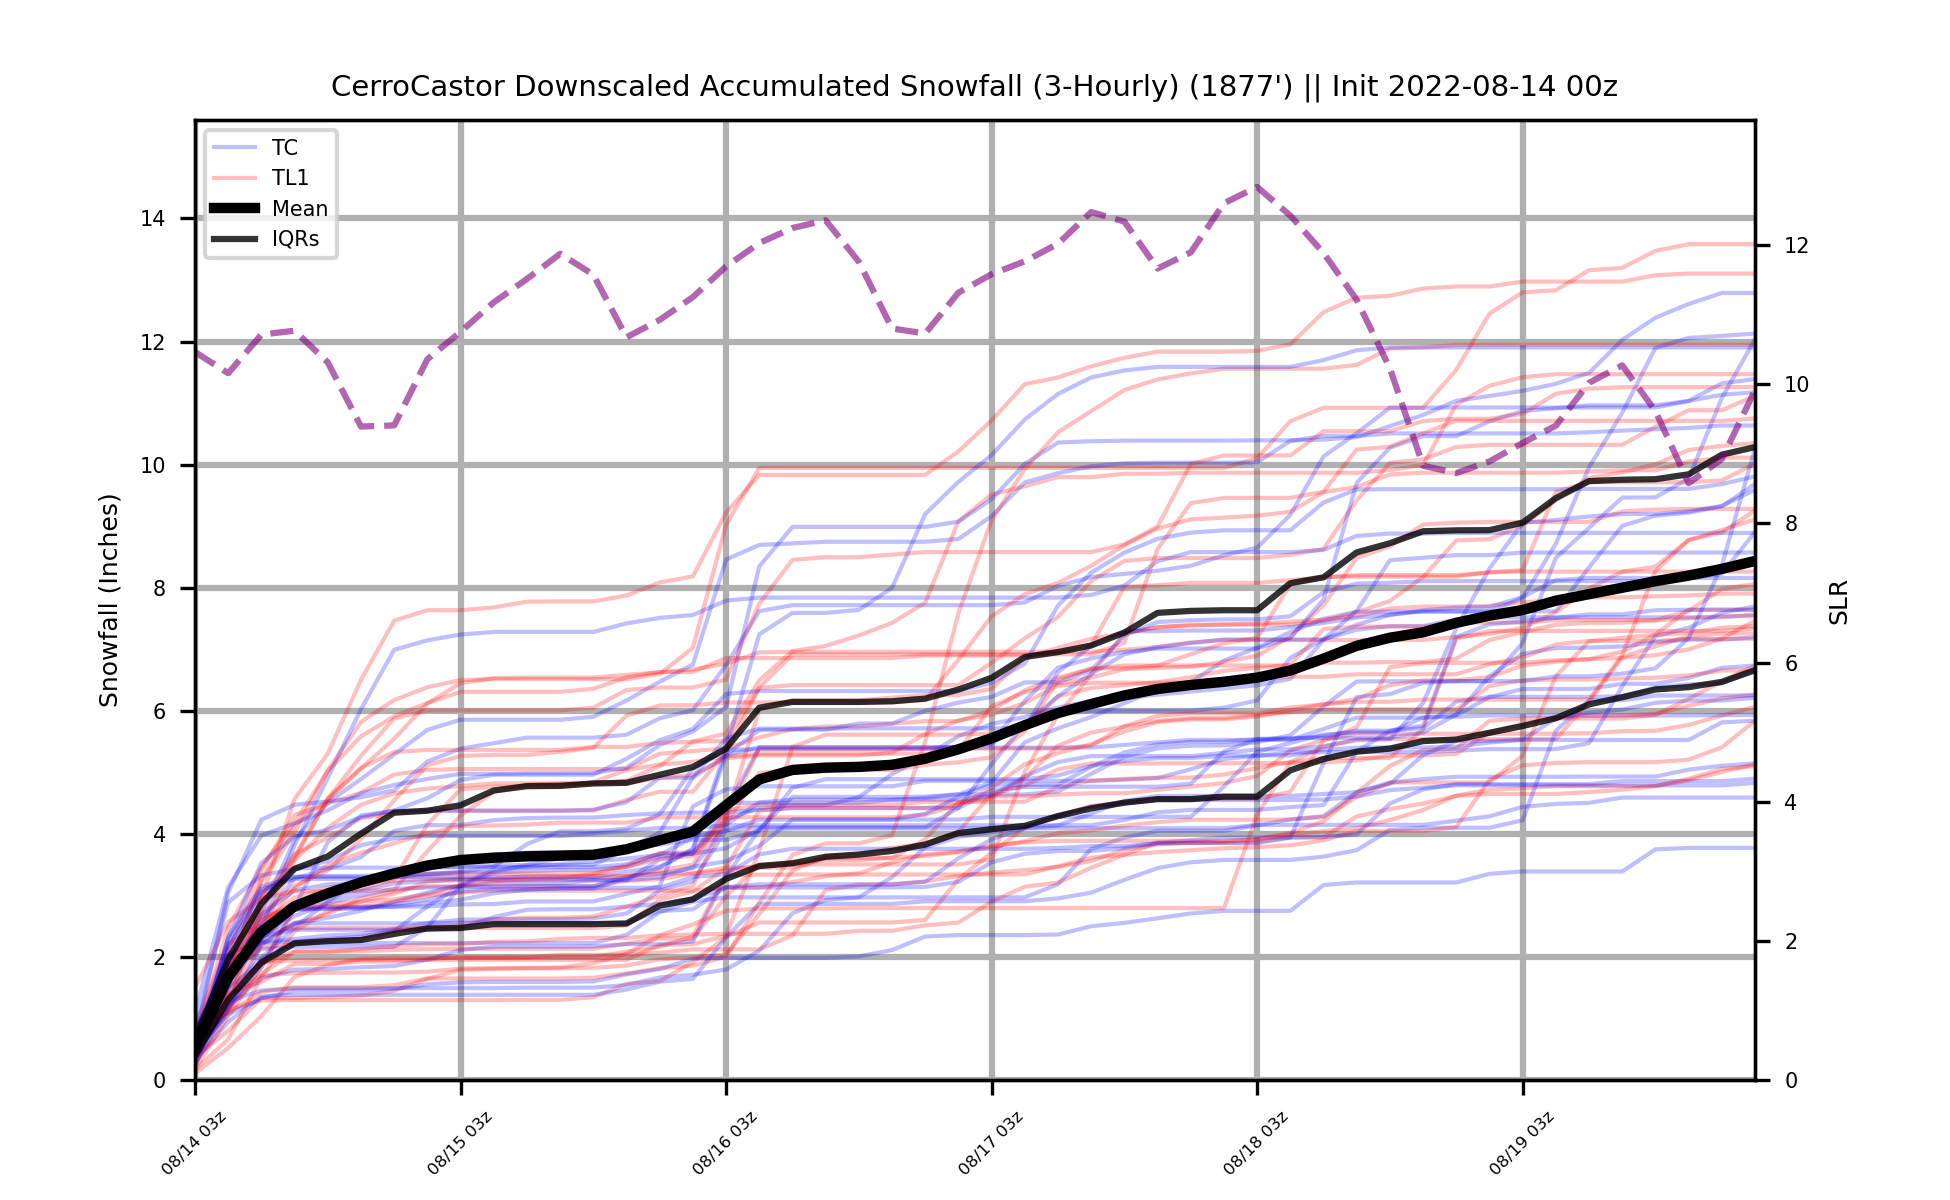 CerroCastor Downscaled Accumulated Snowfall (3-Hourly) (1877') || Init 2022-08-14 00z
TC
TL1
Mean
IQRs
Snowfall (Inches)
14
12
10
8
6
4
2
0
12
10
8
6
4
2
0
SLR
08/14 03z
08/15 03z
08/16 03z
08/17 03z
08/18 03z
08/19 03z